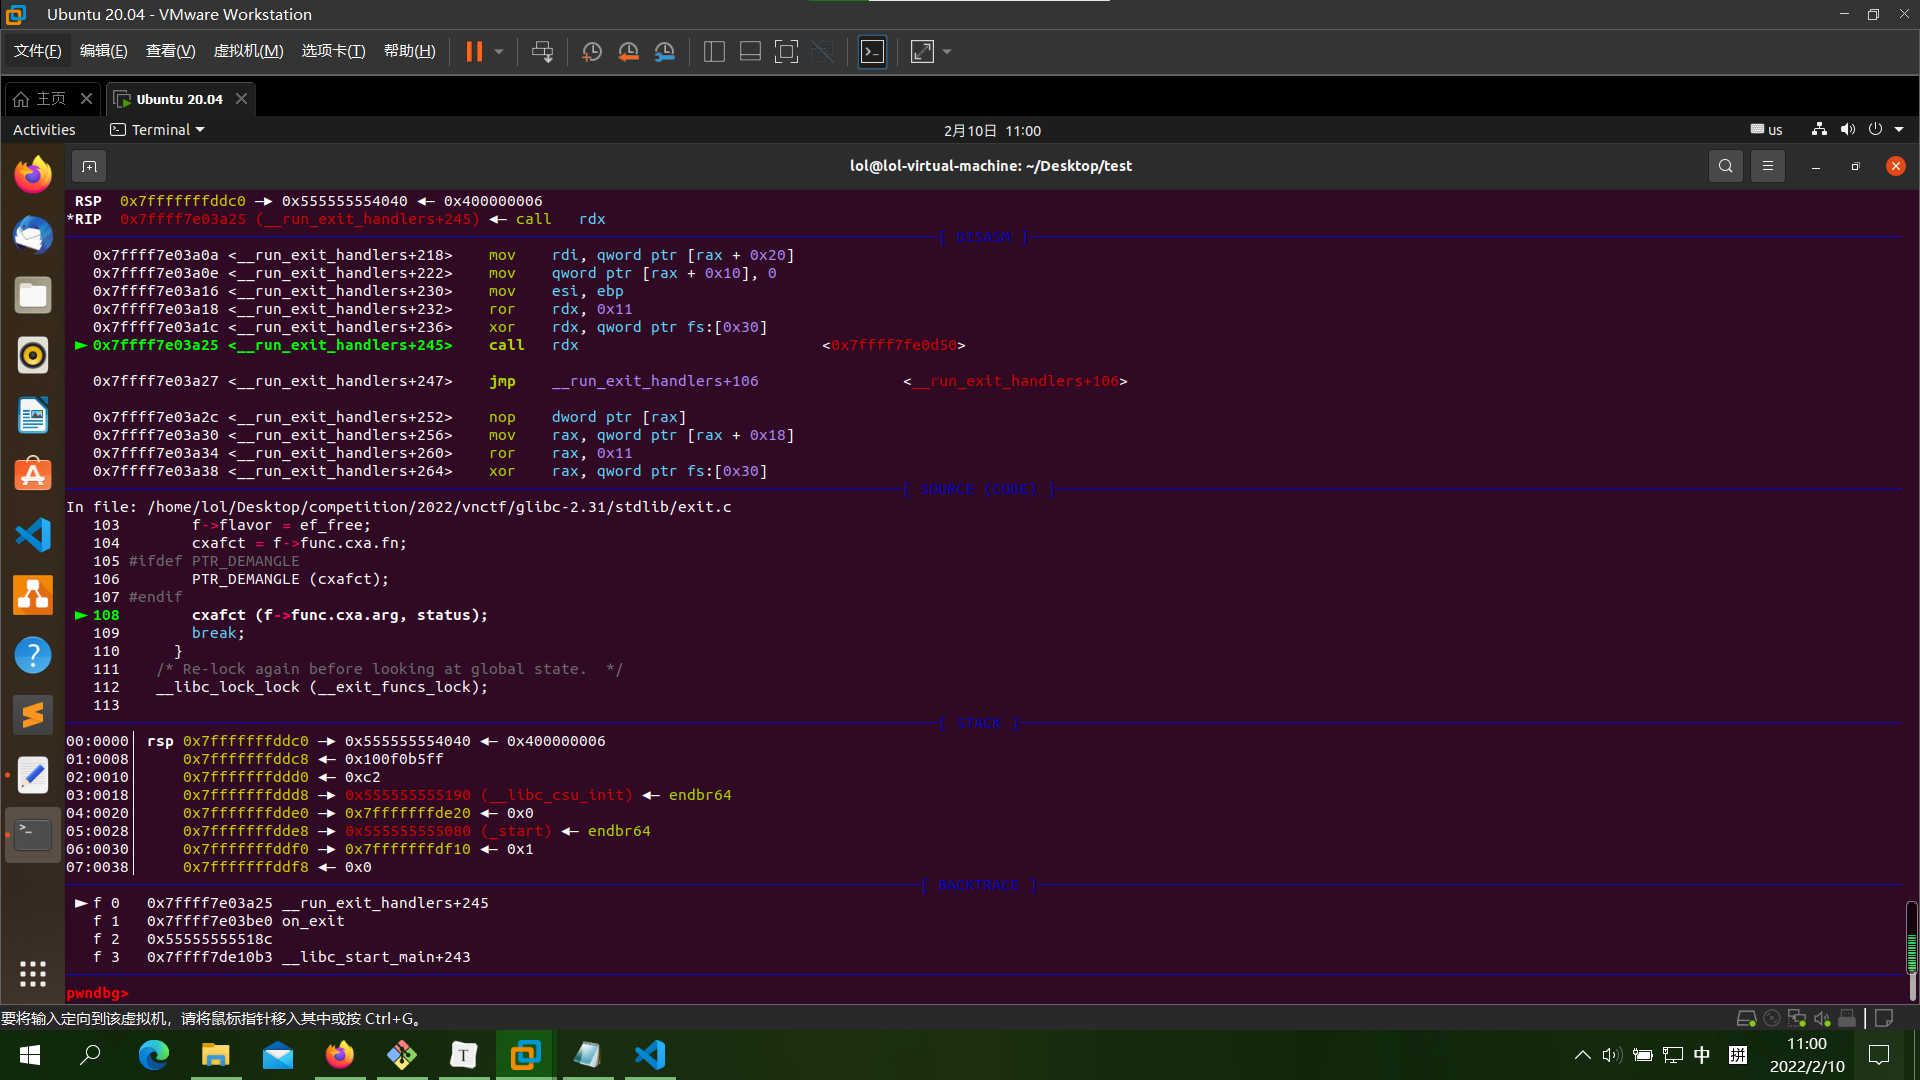 Ubuntu 20.04 - VMware Workstation
文件(F) 编辑(E) 查看(V) 虚拟机(M) 选项卡(T) 帮助(H)
主页 Ubuntu 20.04
Activities Terminal 2月10日 11:00 us
lol@lol-virtual-machine: ~/Desktop/test
RSP 0x7fffffffddc0 —▸ 0x555555554040 ◂— 0x400000006
*RIP 0x7ffff7e03a25 (__run_exit_handlers+245) ◂— call rdx
[ DISASM ]
0x7ffff7e03a0a <__run_exit_handlers+218> mov rdi, qword ptr [rax + 0x20]
0x7ffff7e03a0e <__run_exit_handlers+222> mov qword ptr [rax + 0x10], 0
0x7ffff7e03a16 <__run_exit_handlers+230> mov esi, ebp
0x7ffff7e03a18 <__run_exit_handlers+232> ror rdx, 0x11
0x7ffff7e03a1c <__run_exit_handlers+236> xor rdx, qword ptr fs:[0x30]
► 0x7ffff7e03a25 <__run_exit_handlers+245> call rdx <0x7ffff7fe0d50>
0x7ffff7e03a27 <__run_exit_handlers+247> jmp __run_exit_handlers+106 <__run_exit_handlers+106>
0x7ffff7e03a2c <__run_exit_handlers+252> nop dword ptr [rax]
0x7ffff7e03a30 <__run_exit_handlers+256> mov rax, qword ptr [rax + 0x18]
0x7ffff7e03a34 <__run_exit_handlers+260> ror rax, 0x11
0x7ffff7e03a38 <__run_exit_handlers+264> xor rax, qword ptr fs:[0x30]
[ SOURCE (CODE) ]
In file: /home/lol/Desktop/competition/2022/vnctf/glibc-2.31/stdlib/exit.c
103 f->flavor = ef_free;
104 cxafct = f->func.cxa.fn;
105 #ifdef PTR_DEMANGLE
106 PTR_DEMANGLE (cxafct);
107 #endif
► 108 cxafct (f->func.cxa.arg, status);
109 break;
110 }
111 /* Re-lock again before looking at global state. */
112 __libc_lock_lock (__exit_funcs_lock);
113
[ STACK ]
00:0000│ rsp 0x7fffffffddc0 —▸ 0x555555554040 ◂— 0x400000006
01:0008│ 0x7fffffffddc8 ◂— 0x100f0b5ff
02:0010│ 0x7fffffffddd0 ◂— 0xc2
03:0018│ 0x7fffffffddd8 —▸ 0x555555555190 (__libc_csu_init) ◂— endbr64
04:0020│ 0x7fffffffdde0 —▸ 0x7fffffffde20 ◂— 0x0
05:0028│ 0x7fffffffdde8 —▸ 0x555555555080 (_start) ◂— endbr64
06:0030│ 0x7fffffffddf0 —▸ 0x7fffffffdf10 ◂— 0x1
07:0038│ 0x7fffffffddf8 ◂— 0x0
[ BACKTRACE ]
► f 0 0x7ffff7e03a25 __run_exit_handlers+245
f 1 0x7ffff7e03be0 on_exit
f 2 0x55555555518c
f 3 0x7ffff7de10b3 __libc_start_main+243
pwndbg>
要将输入定向到该虚拟机，请将鼠标指针移入其中或按 Ctrl+G。
T 中 拼 11:00
2022/2/10